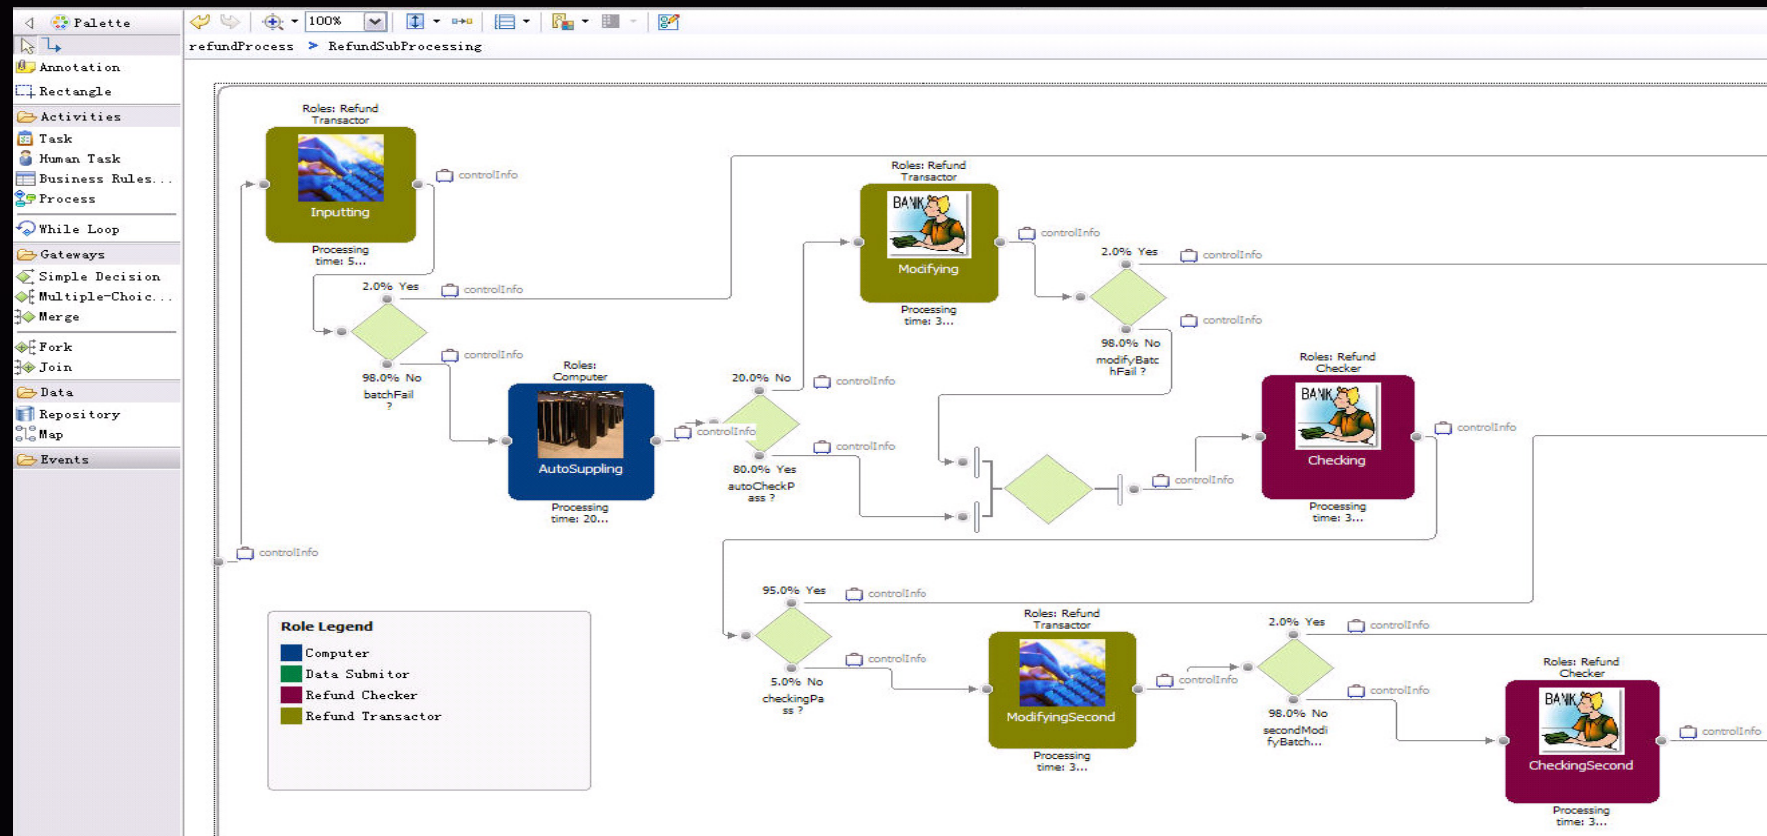 Palette
100%
refundProcess > RefundSubProcessing
Annotation
Rectangle
Activities
Task
Human Task
Business Rules...
Process
While Loop
Gateways
Simple Decision
Multiple-Choic...
Merge
Fork
Join
Data
Repository
Map
Events
Roles: Refund
Transactor
Inputting
Processing
time: 5...
controlInfo
2.0% Yes
controlInfo
98.0% No
batchFail
?
controlInfo
Roles:
Computer
AutoSuppling
Processing
time: 20...
controlInfo
20.0% No
controlInfo
80.0% Yes
autoCheckP
ass ?
controlInfo
Roles: Refund
Transactor
BANK
Modifying
Processing
time: 3...
controlInfo
2.0% Yes
controlInfo
controlInfo
98.0% No
modifyBatc
hFail ?
controlInfo
Roles: Refund
Checker
BANK
Checking
Processing
time: 3...
controlInfo
controlInfo
95.0% Yes
controlInfo
5.0% No
checkingPa
ss ?
controlInfo
Roles: Refund
Transactor
ModifyingSecond
Processing
time: 3...
controlInfo
2.0% Yes
controlInfo
98.0% No
secondModi
fyBatch...
controlInfo
Roles: Refund
Checker
BANK
CheckingSecond
Processing
time: 3...
controlInfo
Role Legend
Computer
Data Submitor
Refund Checker
Refund Transactor